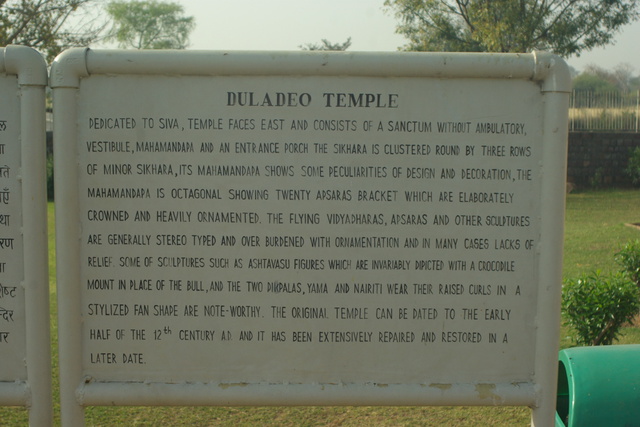 DULADEO TEMPLE
DEDICATED TO SIVA, TEMPLE FACES EAST AND CONSISTS OF A SANCTUM WITHOUT AMBULATORY,
VESTIBULE, MAHAMANDAPA AND AN ENTRANCE PORCH THE SIKHARA IS CLUSTERED ROUND BY THREE ROWS
OF MINOR SIKHARA, ITS MAHAMANDAPA SHOWS SOME PECULIARITIES OF DESIGN AND DECORATION, THE
MAHAMANDAPA IS OCTAGONAL SHOWING TWENTY APSARAS BRACKET WHICH ARE ELABORATELY
CROWNED AND HEAVILY ORNAMENTED. THE FLYING VIDYADHARAS, APSARAS AND OTHER SCULPTURES
ARE GENERALLY STEREO TYPED AND OVER BURDENED WITH ORNAMENTATION AND IN MANY CASES LACKS OF
RELIEF. SOME OF SCULPTURES SUCH AS ASHTAVASU FIGURES WHICH ARE INVARIABLY DIPICTED WITH A CROCODILE
MOUNT IN PLACE OF THE BULL, AND THE TWO DIKPALAS, YAMA AND NAIRITI WEAR THEIR RAISED CURLS IN A
STYLIZED FAN SHADE ARE NOTE-WORTHY. THE ORIGINAL TEMPLE CAN BE DATED TO THE EARLY
HALF OF THE 12th CENTURY A.D. AND IT HAS BEEN EXTENSIVELY REPAIRED AND RESTORED IN A
LATER DATE.